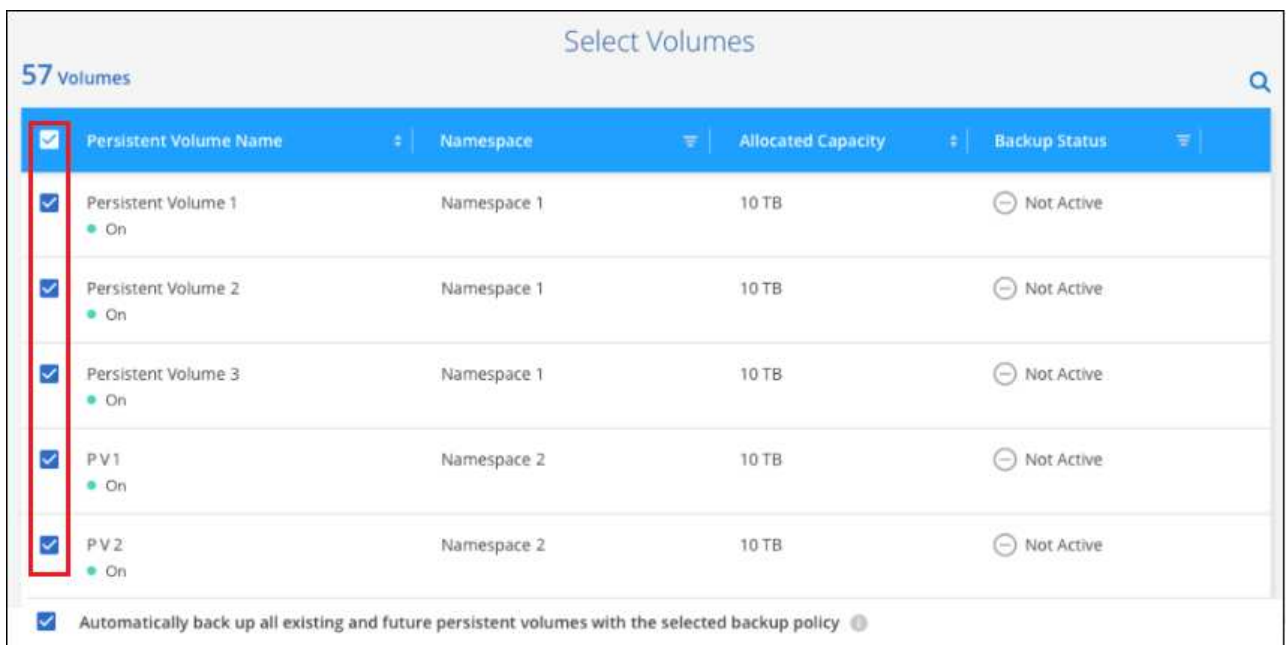 Select Volumes
57 Volumes
Persistent Volume Name Namespace Allocated Capacity Backup Status
Persistent Volume 1 Namespace 1 10 TB Not Active
On
Persistent Volume 2 Namespace 1 10 TB Not Active
On
Persistent Volume 3 Namespace 1 10 TB Not Active
On
PV1 Namespace 2 10 TB Not Active
On
PV2 Namespace 2 10 TB Not Active
On
Automatically back up all existing and future persistent volumes with the selected backup policy